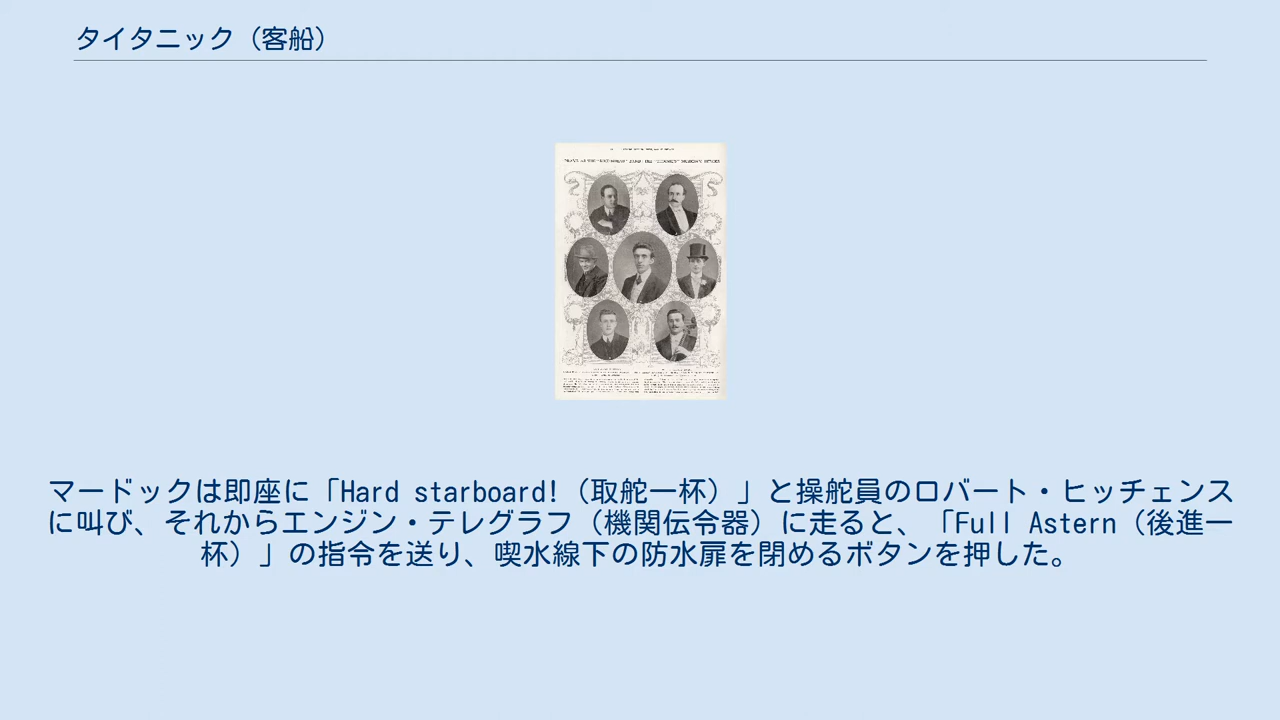 タイタニック（客船）
マードックは即座に「Hard starboard!（取舵一杯）」と操舵員のロバート・ヒッチェンス
に叫び、それからエンジン・テレグラフ（機関伝令器）に走ると、「Full Astern（後進一
杯）」の指令を送り、喫水線下の防水扉を閉めるボタンを押した。